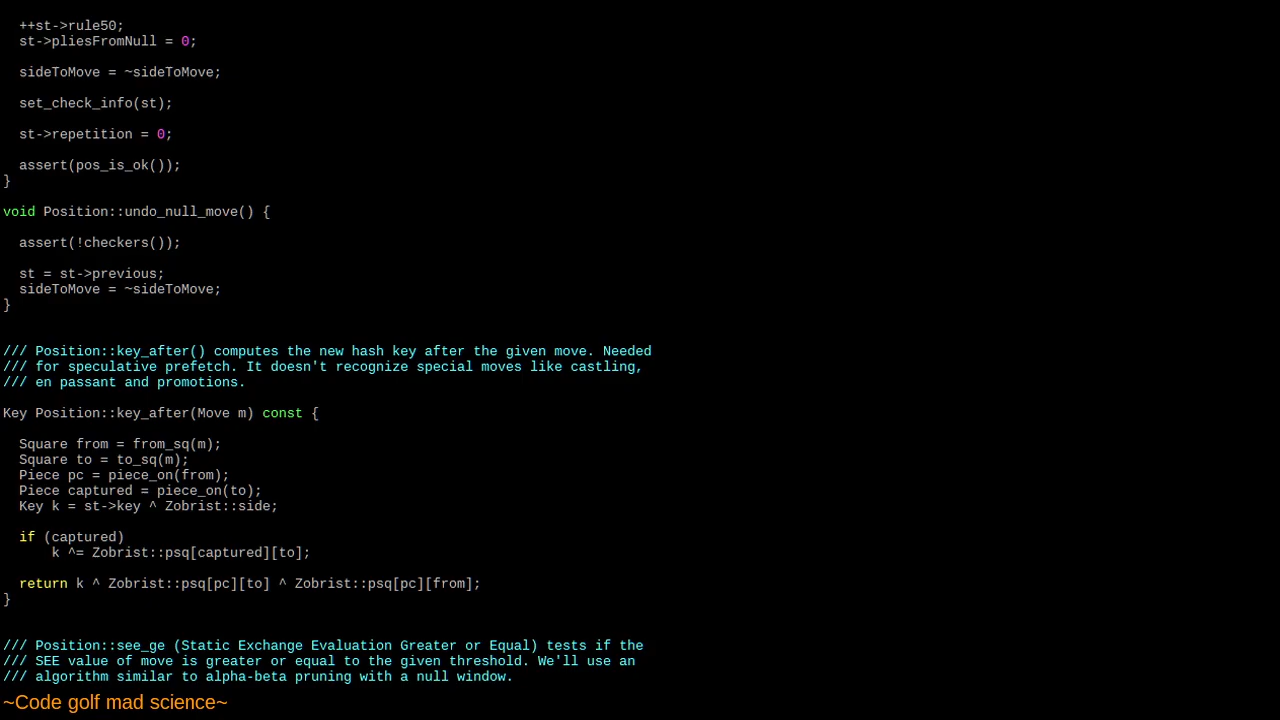 ++st->rule50;
st->pliesFromNull = 0;
sideToMove = ~sideToMove;
set_check_info(st);
st->repetition = 0;
assert(pos_is_ok());
}
void Position::undo_null_move() {
assert(!checkers());
st = st->previous;
sideToMove = ~sideToMove;
}
/// Position::key_after() computes the new hash key after the given move. Needed
/// for speculative prefetch. It doesn't recognize special moves like castling,
/// en passant and promotions.
Key Position::key_after(Move m) const {
Square from = from_sq(m);
Square to = to_sq(m);
Piece pc = piece_on(from);
Piece captured = piece_on(to);
Key k = st->key ^ Zobrist::side;
if (captured)
k ^= Zobrist::psq[captured][to];
return k ^ Zobrist::psq[pc][to] ^ Zobrist::psq[pc][from];
}
/// Position::see_ge (Static Exchange Evaluation Greater or Equal) tests if the
/// SEE value of move is greater or equal to the given threshold. We'll use an
/// algorithm similar to alpha-beta pruning with a null window.
~Code golf mad science~